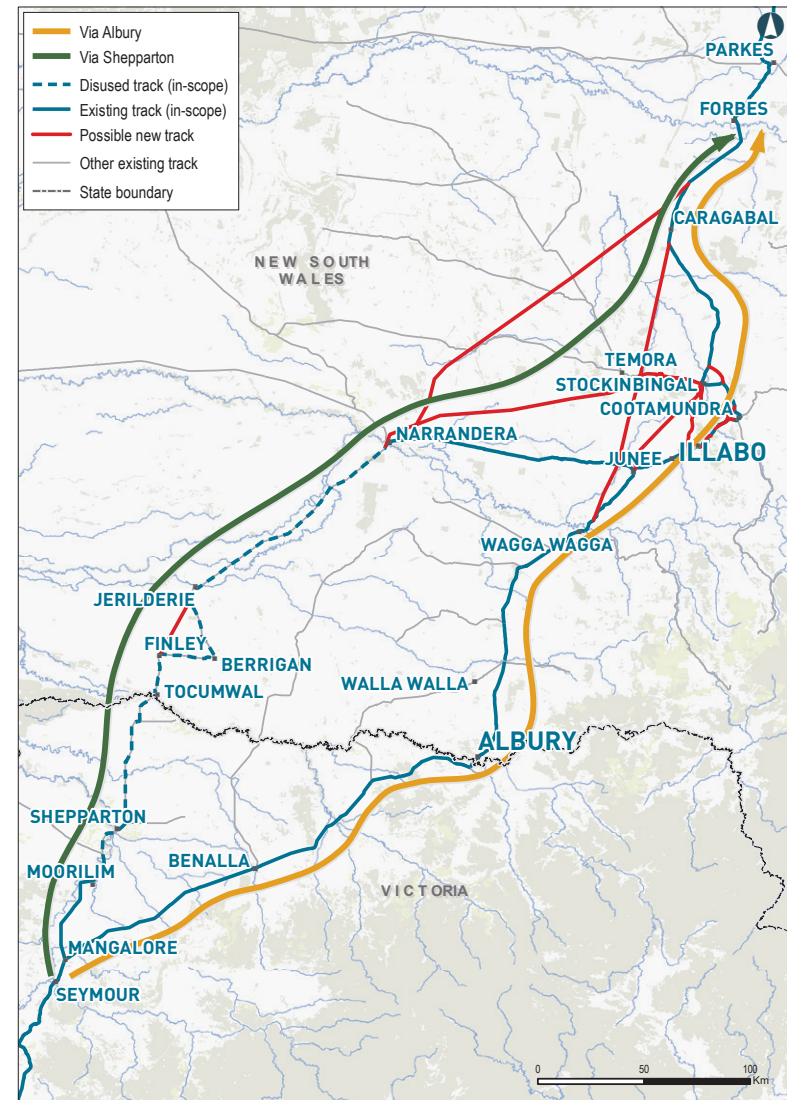 Via Albury
Via Shepparton
Disused track (in-scope)
Existing track (in-scope)
Possible new track
Other existing track
State boundary
PARKES
FORBES
CARAGABAL
NEW SOUTH
WALES
TEMORA
STOCKINBINGAL
COOTAMUNDRA
NARRANDERA
JUNEE
ILLABO
WAGGA WAGGA
JERILDERIE
FINLEY
BERRIGAN
WALLA WALLA
TOCUMWAL
ALBURY
SHEPPARTON
BENALLA
MOORILIM
VICTORIA
MANGALORE
SEYMOUR
0 50 100
Km